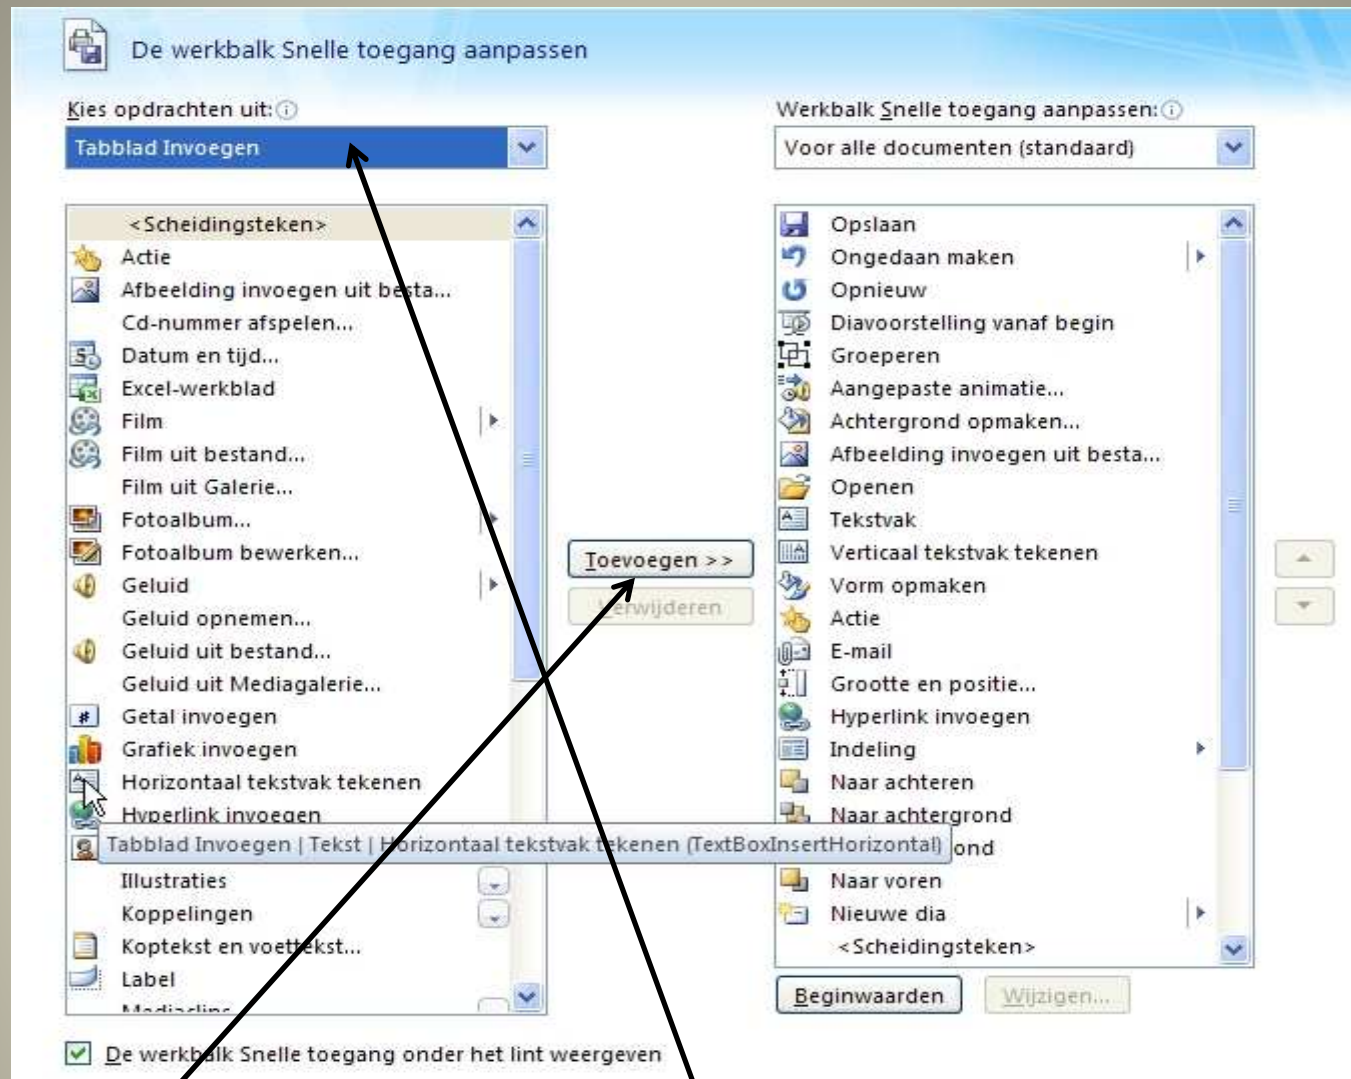 De werkbalk Snelle toegang aanpassen
Kies opdrachten uit:
Tabblad Invoegen
<Scheidingsteken>
Actie
Afbeelding invoegen uit besta...
Cd-nummer afspelen...
Datum en tijd...
Excel-werkblad
Film
Film uit bestand...
Film uit Galerie...
Fotoalbum...
Fotoalbum bewerken...
Geluid
Geluid opnemen...
Geluid uit bestand...
Geluid uit Mediagalerie...
Getal invoegen
Grafiek invoegen
Horizontaal tekstvak tekenen
Hyperlink invoegen
Tabblad Invoegen | Tekst | Horizontaal tekstvak tekenen (TextBoxInsertHorizontal)
Illustraties
Koppelingen
Koptekst en voettekst...
Label
Mediaclips
De werkbalk Snelle toegang onder het lint weergeven
Toevoegen >>
Verwijderen
Werkbalk Snelle toegang aanpassen:
Voor alle documenten (standaard)
Opslaan
Ongedaan maken
Opnieuw
Diavoorstelling vanaf begin
Groeperen
Aangepaste animatie...
Achtergrond opmaken...
Afbeelding invoegen uit besta...
Openen
Tekstvak
Verticaal tekstvak tekenen
Vorm opmaken
Actie
E-mail
Grootte en positie...
Hyperlink invoegen
Indeling
Naar achteren
Naar achtergrond
ond
Naar voren
Nieuwe dia
<Scheidingsteken>
Beginwaarden
Wijzigen...